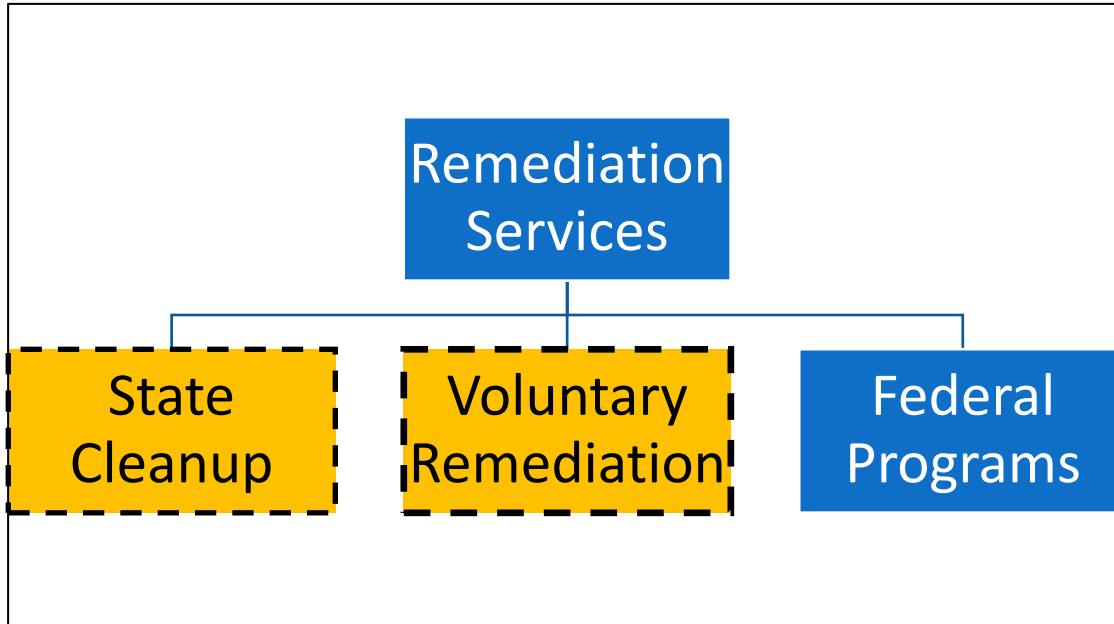 Remediation
Services
State
Cleanup
Voluntary
Remediation
Federal
Programs